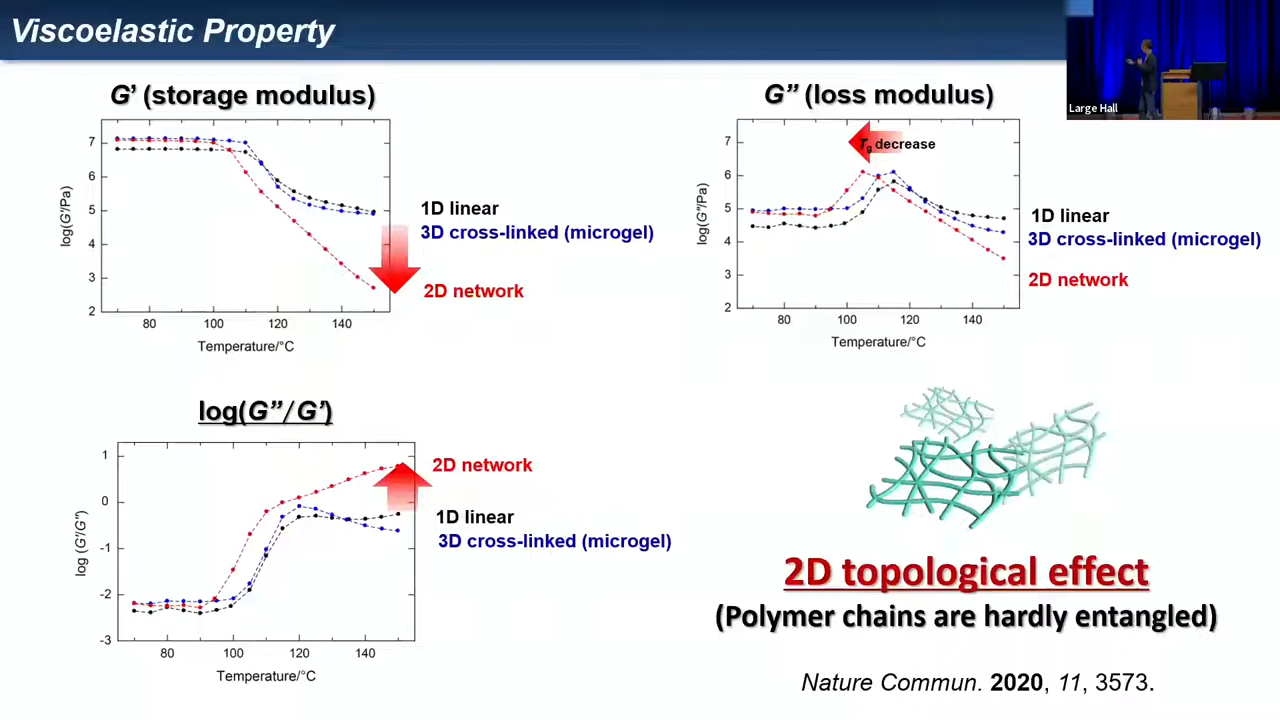 Viscoelastic Property
Large Hall
G' (storage modulus)
7
6
5
4
3
2
log(G'/Pa)
80
100
120
140
Temperature/°C
1D linear
3D cross-linked (microgel)
2D network
G” (loss modulus)
Tg decrease
7
6
5
4
3
2
log(G''/Pa)
80
100
120
140
Temperature/°C
1D linear
3D cross-linked (microgel)
2D network
log(G”/G’)
1
0
-1
-2
-3
log (G'/G'')
80
100
120
140
Temperature/°C
2D network
1D linear
3D cross-linked (microgel)
2D topological effect
(Polymer chains are hardly entangled)
Nature Commun. 2020, 11, 3573.